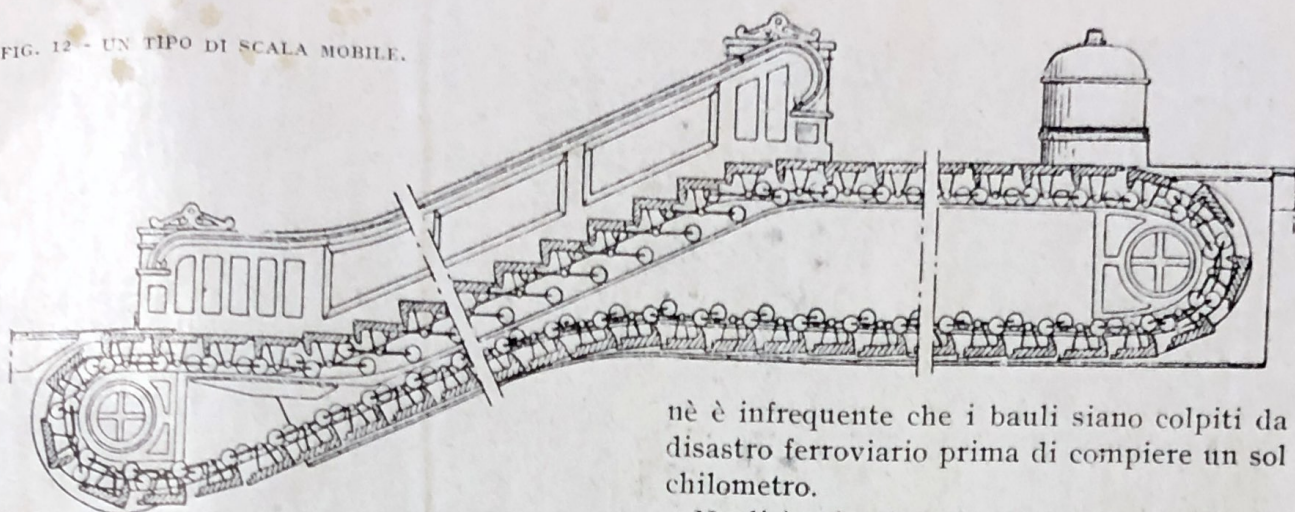 FIG. 12 - UN TIPO DI SCALA MOBILE.
nè è infrequente che i bauli siano colpiti da
disastro ferroviario prima di compiere un sol
chilometro.